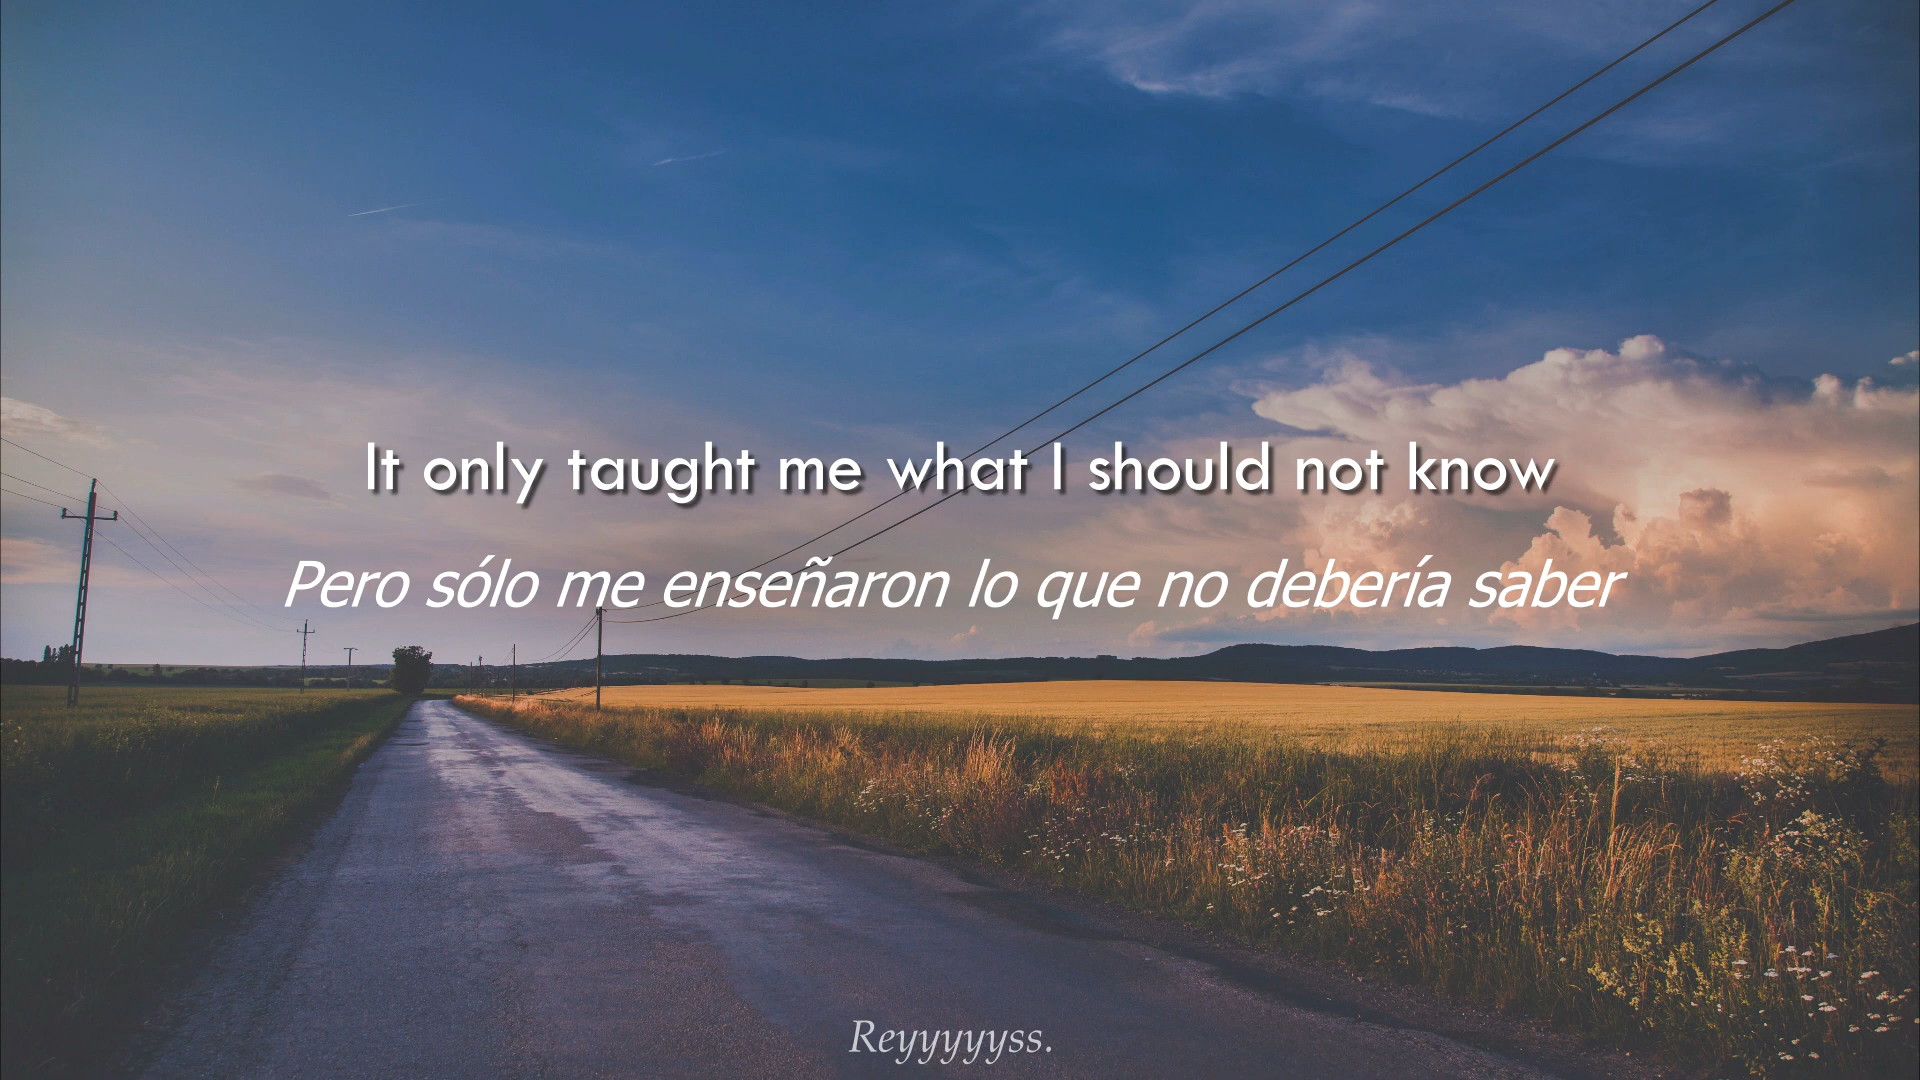 It only taught me what I should not know
Pero sólo me enseñaron lo que no debería saber
Reyyyyyss.